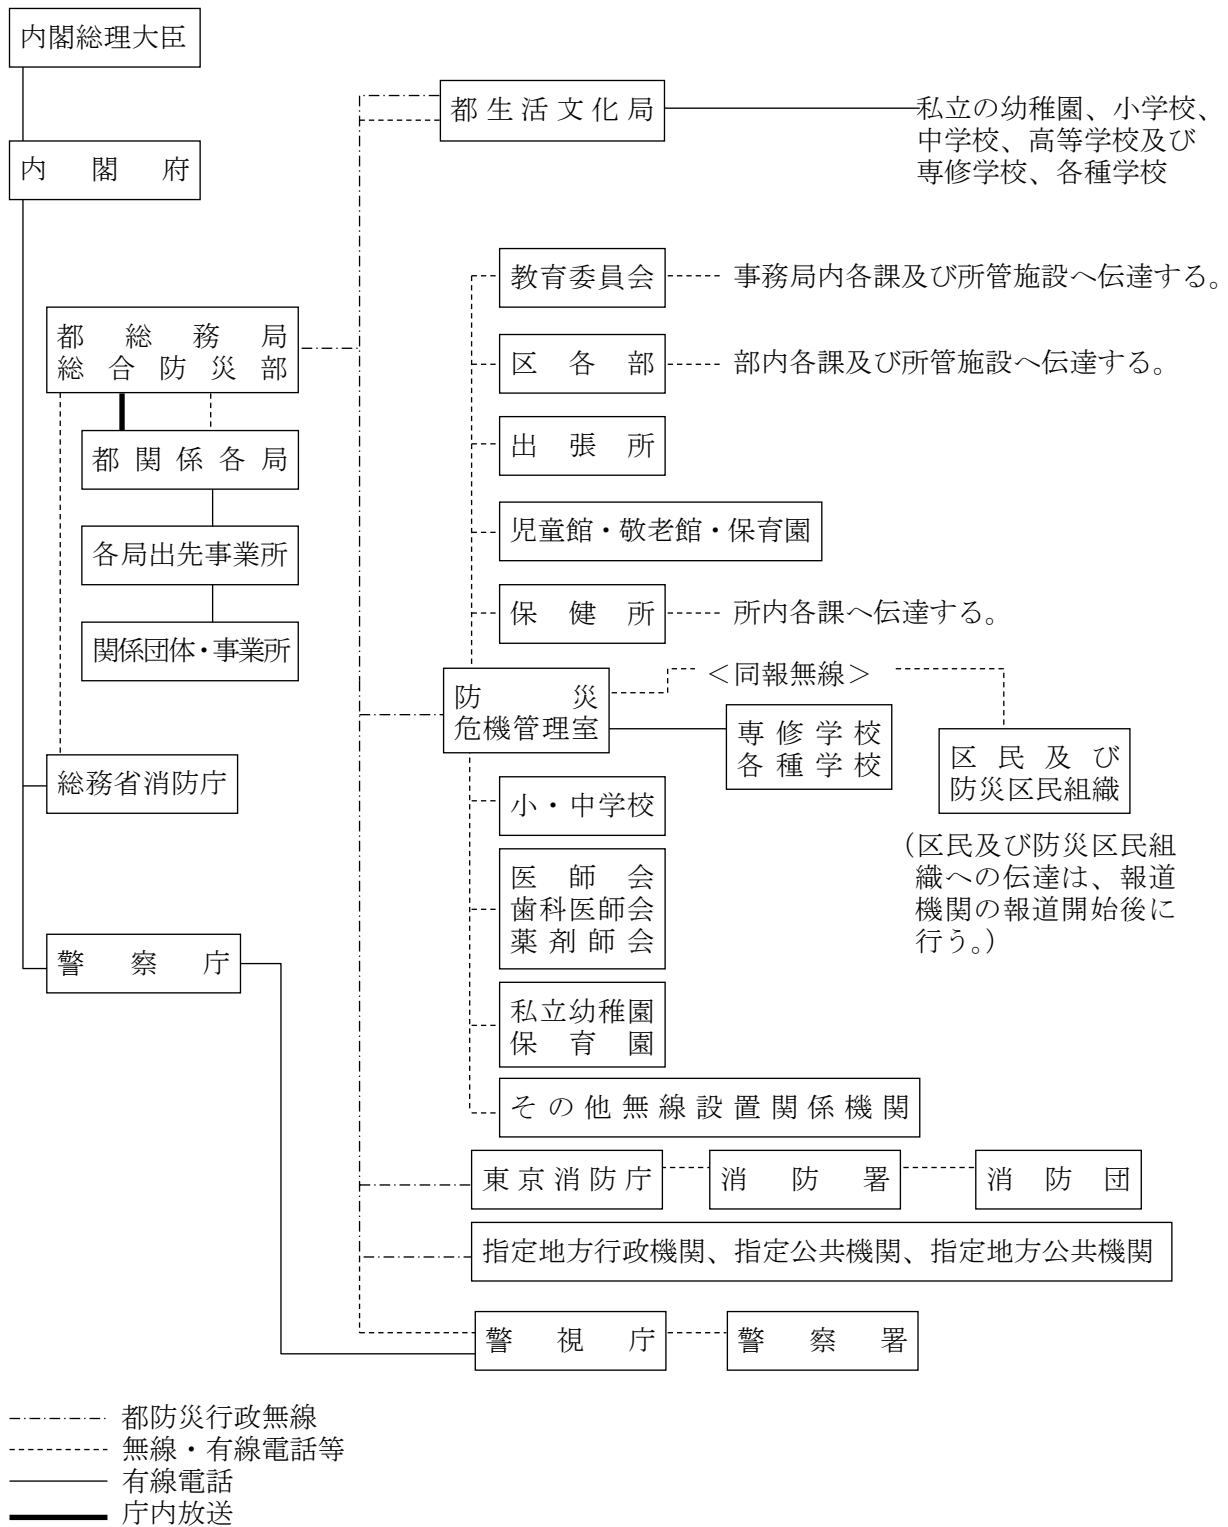 内閣総理大臣
内閣府
都総務局
総合防災部
都関係各局
各局出先事業所
関係団体・事業所
総務省消防庁
警察庁
都生活文化局
私立の幼稚園、小学校、
中学校、高等学校及び
専修学校、各種学校
教育委員会
事務局内各課及び所管施設へ伝達する。
区各部
部内各課及び所管施設へ伝達する。
出張所
児童館・敬老館・保育園
保健所
所内各課へ伝達する。
防災
危機管理室
＜同報無線＞
専修学校
各種学校
区民及び
防災区民組織
（区民及び防災区民組
織への伝達は、報道
機関の報道開始後に
行う。）
小・中学校
医師会
歯科医師会
薬剤師会
私立幼稚園
保育園
その他無線設置関係機関
東京消防庁
消防署
消防団
指定地方行政機関、指定公共機関、指定地方公共機関
警視庁
警察署
都防災行政無線
無線・有線電話等
有線電話
庁内放送